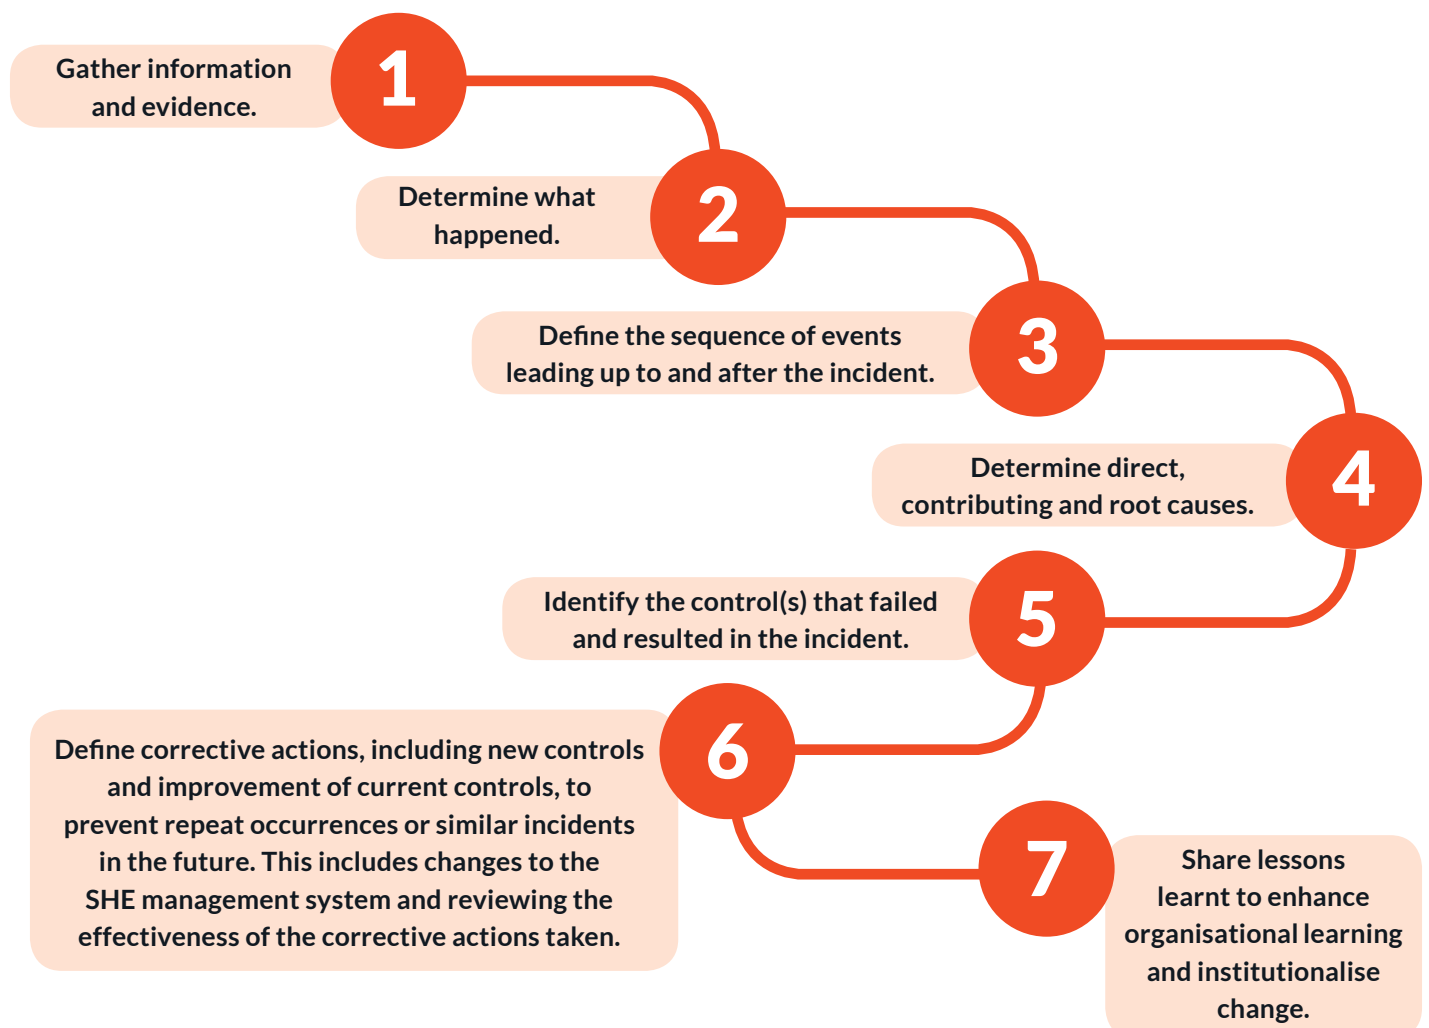 Gather information
and evidence.
1
Determine what
happened.
2
Define the sequence of events
leading up to and after the incident.
3
Determine direct,
contributing and root causes.
4
Identify the control(s) that failed
and resulted in the incident.
5
Define corrective actions, including new controls
and improvement of current controls, to
prevent repeat occurrences or similar incidents
in the future. This includes changes to the
SHE management system and reviewing the
effectiveness of the corrective actions taken.
6
7
Share lessons
learnt to enhance
organisational learning
and institutionalise
change.